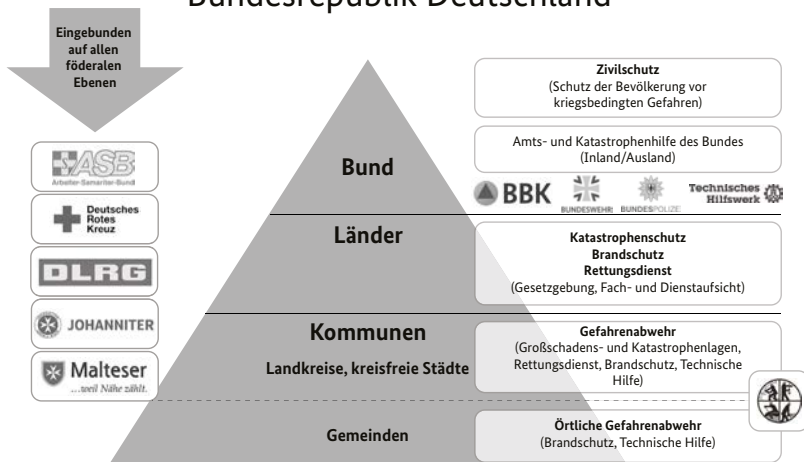 Bundesrepublik Deutschland
Eingebunden
auf allen
föderalen
Ebenen
ASB
Arbeiter-Samariter-Bund
Deutsches
Rotes
Kreuz
DLRG
JOHANNITER
Malteser
...weil Nähe zählt.
Bund
Länder
Kommunen
Landkreise, kreisfreie Städte
Gemeinden
Zivilschutz
(Schutz der Bevölkerung vor
kriegsbedingten Gefahren)
Amts- und Katastrophenhilfe des Bundes
(Inland/Ausland)
BBK
BUNDESWEHR
BUNDESPOLIZEI
Technisches
Hilfswerk
Katastrophenschutz
Brandschutz
Rettungsdienst
(Gesetzgebung, Fach- und Dienstaufsicht)
Gefahrenabwehr
(Großschadens- und Katastrophenlagen,
Rettungsdienst, Brandschutz, Technische
Hilfe)
Örtliche Gefahrenabwehr
(Brandschutz, Technische Hilfe)